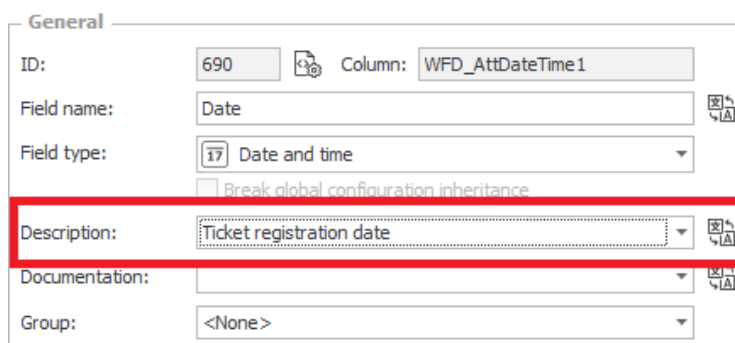 General
ID: 690 Column: WFD_AttDateTime1
Field name: Date
Field type: 17 Date and time
Break global configuration inheritance
Description: Ticket registration date
Documentation:
Group: <None>